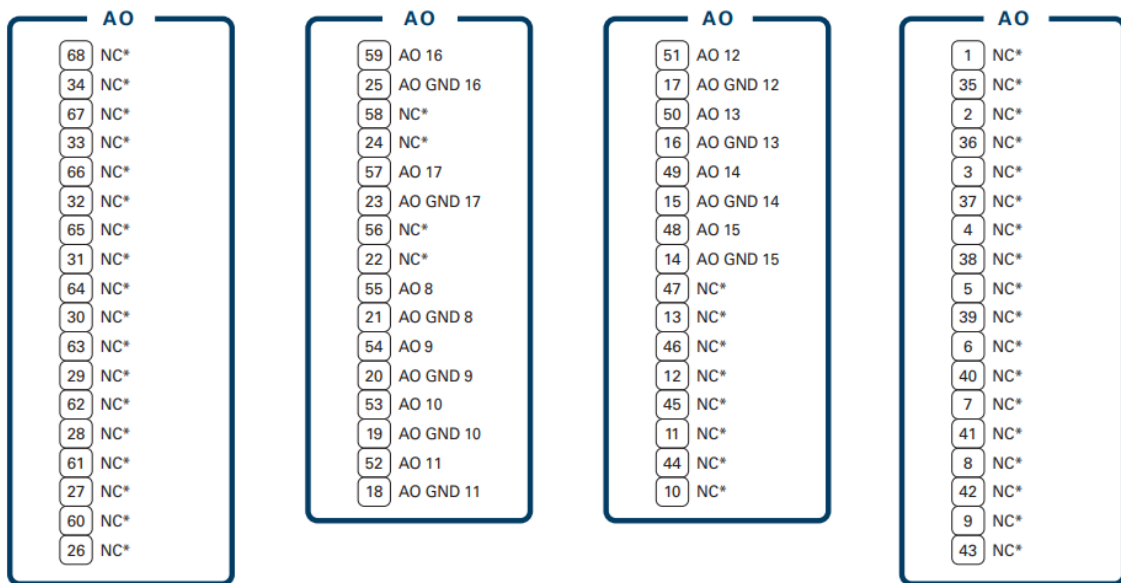 AO
68 NC*
34 NC*
67 NC*
33 NC*
66 NC*
32 NC*
65 NC*
31 NC*
64 NC*
30 NC*
63 NC*
29 NC*
62 NC*
28 NC*
61 NC*
27 NC*
60 NC*
26 NC*
AO
59 AO 16
25 AO GND 16
58 NC*
24 NC*
57 AO 17
23 AO GND 17
56 NC*
22 NC*
55 AO 8
21 AO GND 8
54 AO 9
20 AO GND 9
53 AO 10
19 AO GND 10
52 AO 11
18 AO GND 11
AO
51 AO 12
17 AO GND 12
50 AO 13
16 AO GND 13
49 AO 14
15 AO GND 14
48 AO 15
14 AO GND 15
47 NC*
13 NC*
46 NC*
12 NC*
45 NC*
11 NC*
44 NC*
10 NC*
AO
1 NC*
35 NC*
2 NC*
36 NC*
3 NC*
37 NC*
4 NC*
38 NC*
5 NC*
39 NC*
6 NC*
40 NC*
7 NC*
41 NC*
8 NC*
42 NC*
9 NC*
43 NC*